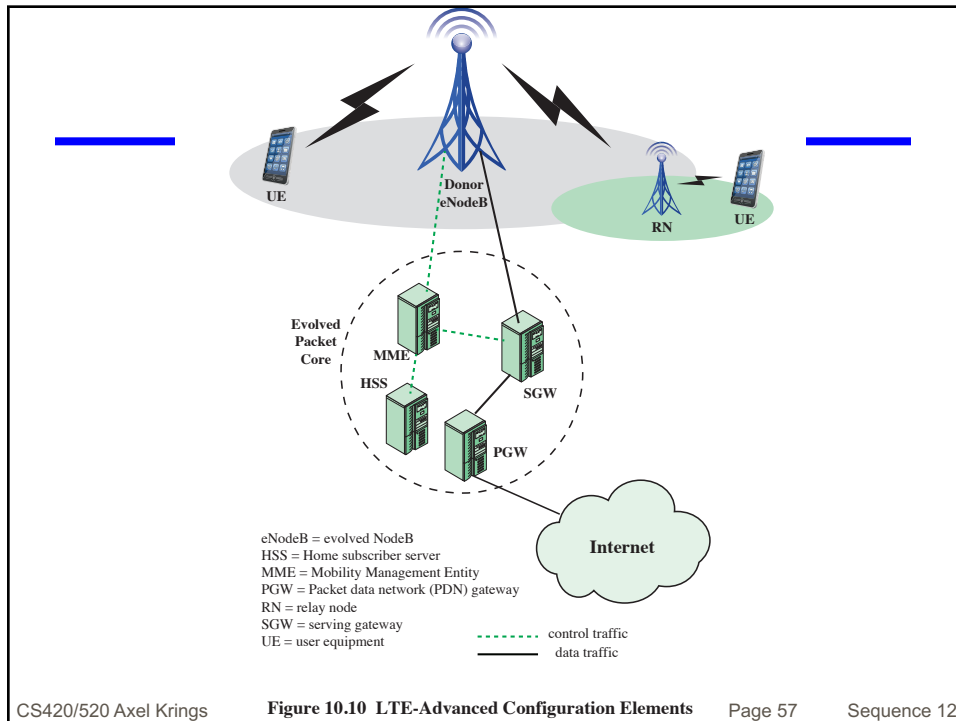 UE
Donor
eNodeB
RN
UE
Evolved
Packet
Core
MME
HSS
SGW
PGW
Internet
eNodeB = evolved NodeB
HSS = Home subscriber server
MME = Mobility Management Entity
PGW = Packet data network (PDN) gateway
RN = relay node
SGW = serving gateway
UE = user equipment
control traffic
data traffic
CS420/520 Axel Krings Figure 10.10 LTE-Advanced Configuration Elements Page 57 Sequence 12